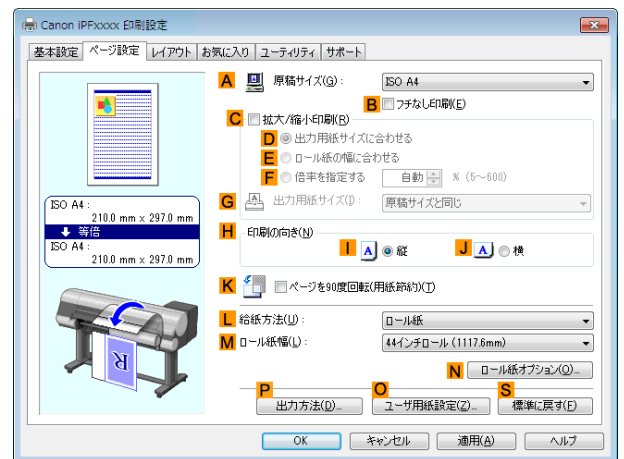 Canon iPFxxxx 印刷設定
基本設定 ページ設定 レイアウト お気に入り ユーティリティ サポート
A 原稿サイズ(G): ISO A4
B フチなし印刷(E)
C 拡大/縮小印刷(R)
D 出力用紙サイズに合わせる
E ロール紙の幅に合わせる
F 倍率を指定する 自動 % (5～600)
G 出力用紙サイズ(I): 原稿サイズと同じ
ISO A4 :
210.0 mm x 297.0 mm
等倍
ISO A4 :
210.0 mm x 297.0 mm
H 印刷の向き(N)
I A 縦 J A 横
K ページを90度回転(用紙節約)(T)
L 給紙方法(U): ロール紙
M ロール紙幅(L): 44インチロール (1117.6mm)
R
N ロール紙オプション(O)...
P O S
出力方法(D)... ユーザ用紙設定(Z)... 標準に戻す(F)
OK キャンセル 適用(A) ヘルプ